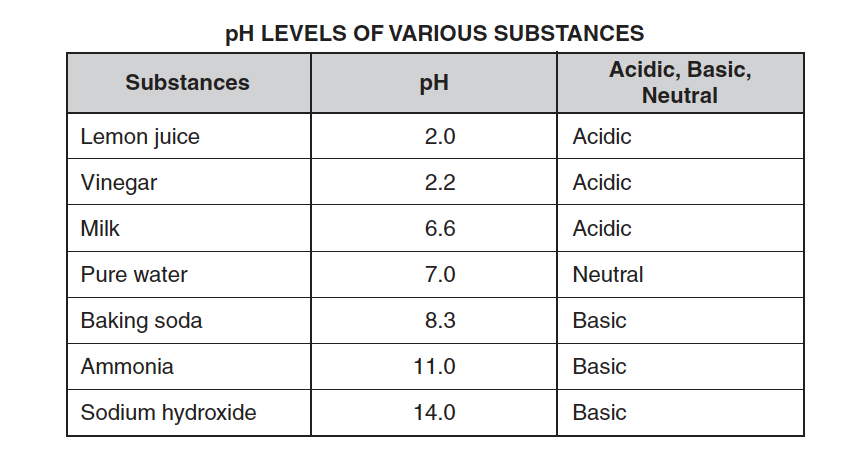 pH LEVELS OF VARIOUS SUBSTANCES
Substances pH Acidic, Basic,
Neutral
Lemon juice 2.0 Acidic
Vinegar 2.2 Acidic
Milk 6.6 Acidic
Pure water 7.0 Neutral
Baking soda 8.3 Basic
Ammonia 11.0 Basic
Sodium hydroxide 14.0 Basic